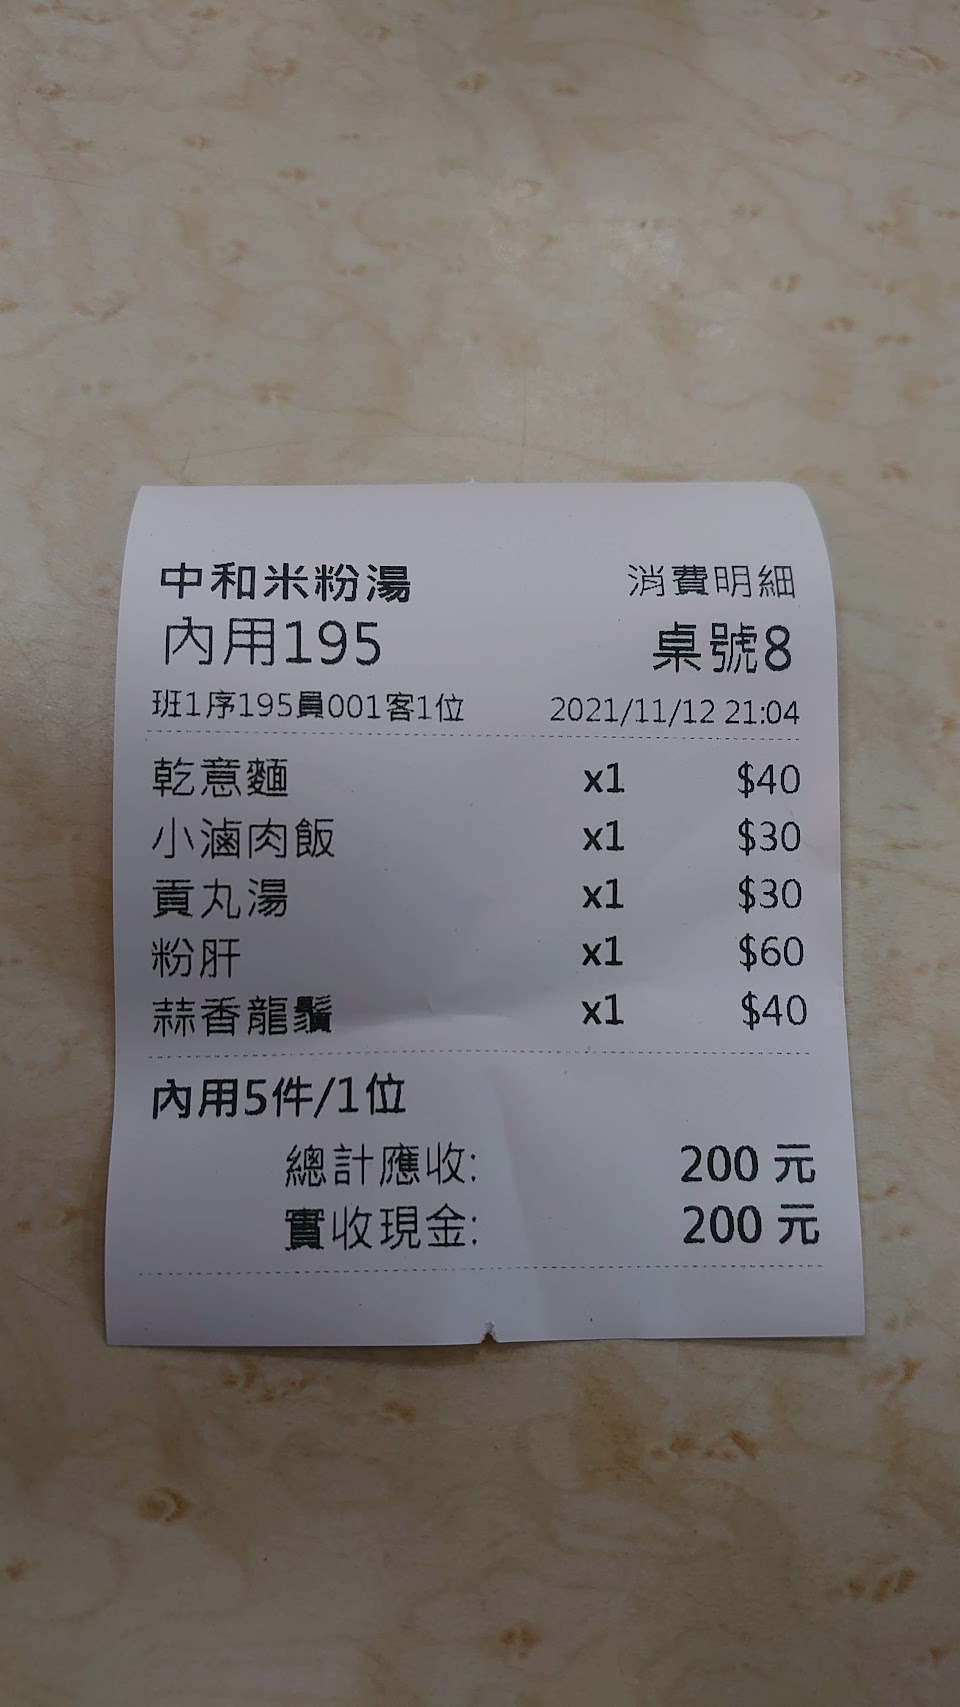 中和米粉湯 消費明細
內用195 桌號8
班1序195員001客1位 2021/11/12 21:04
乾意麵 x1 $40
小滷肉飯 x1 $30
貢丸湯 x1 $30
粉肝 x1 $60
蒜香龍鬚 x1 $40
內用5件/1位
總計應收: 200 元
實收現金: 200 元